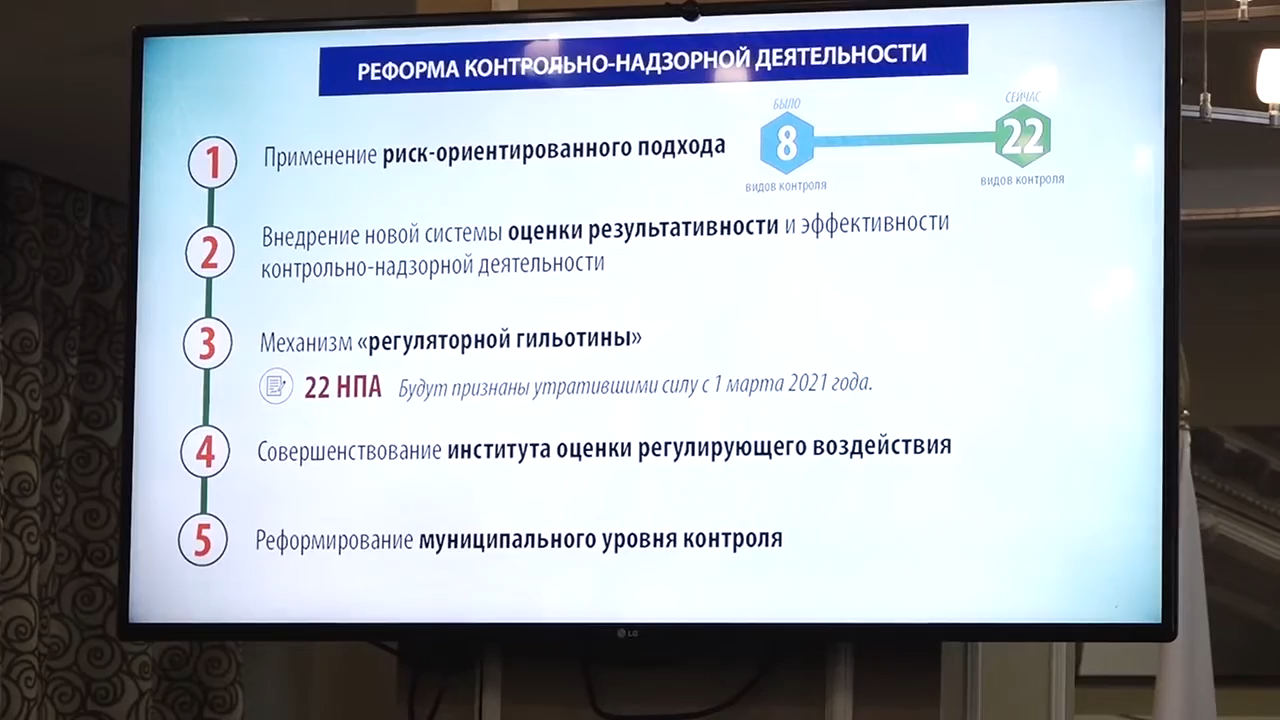 РЕФОРМА КОНТРОЛЬНО-НАДЗОРНОЙ ДЕЯТЕЛЬНОСТИ
1 Применение риск-ориентированного подхода
БЫЛО
8
видов контроля
СЕЙЧАС
22
видов контроля
2 Внедрение новой системы оценки результативности и эффективности
контрольно-надзорной деятельности
3 Механизм «регуляторной гильотины»
22 НПА Будут признаны утратившими силу с 1 марта 2021 года.
4 Совершенствование института оценки регулирующего воздействия
5 Реформирование муниципального уровня контроля
LG